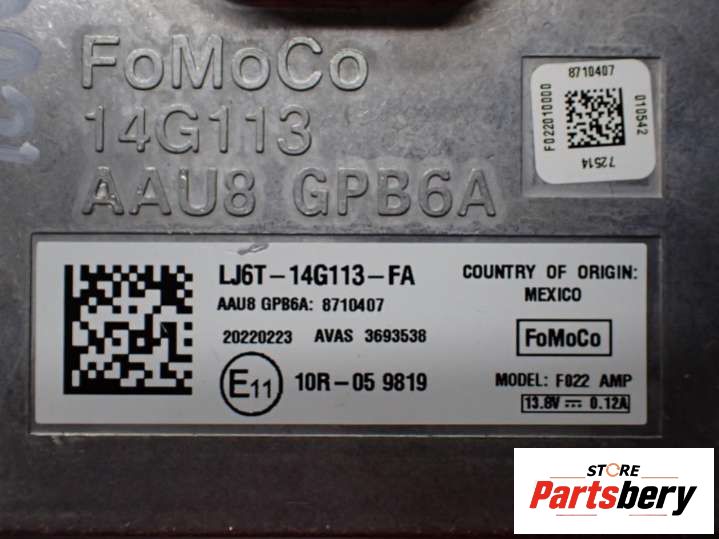 FoMoCo
14G113
AAU8 GPB6A
8710407
F022010000
010542
72514
LJ6T-14G113-FA
AAU8 GPB6A: 8710407
20220223 AVAS 3693538
E11
10R-05 9819
COUNTRY OF ORIGIN:
MEXICO
FoMoCo
MODEL: F022 AMP
13.8V 0.12A
STORE
Partsbery